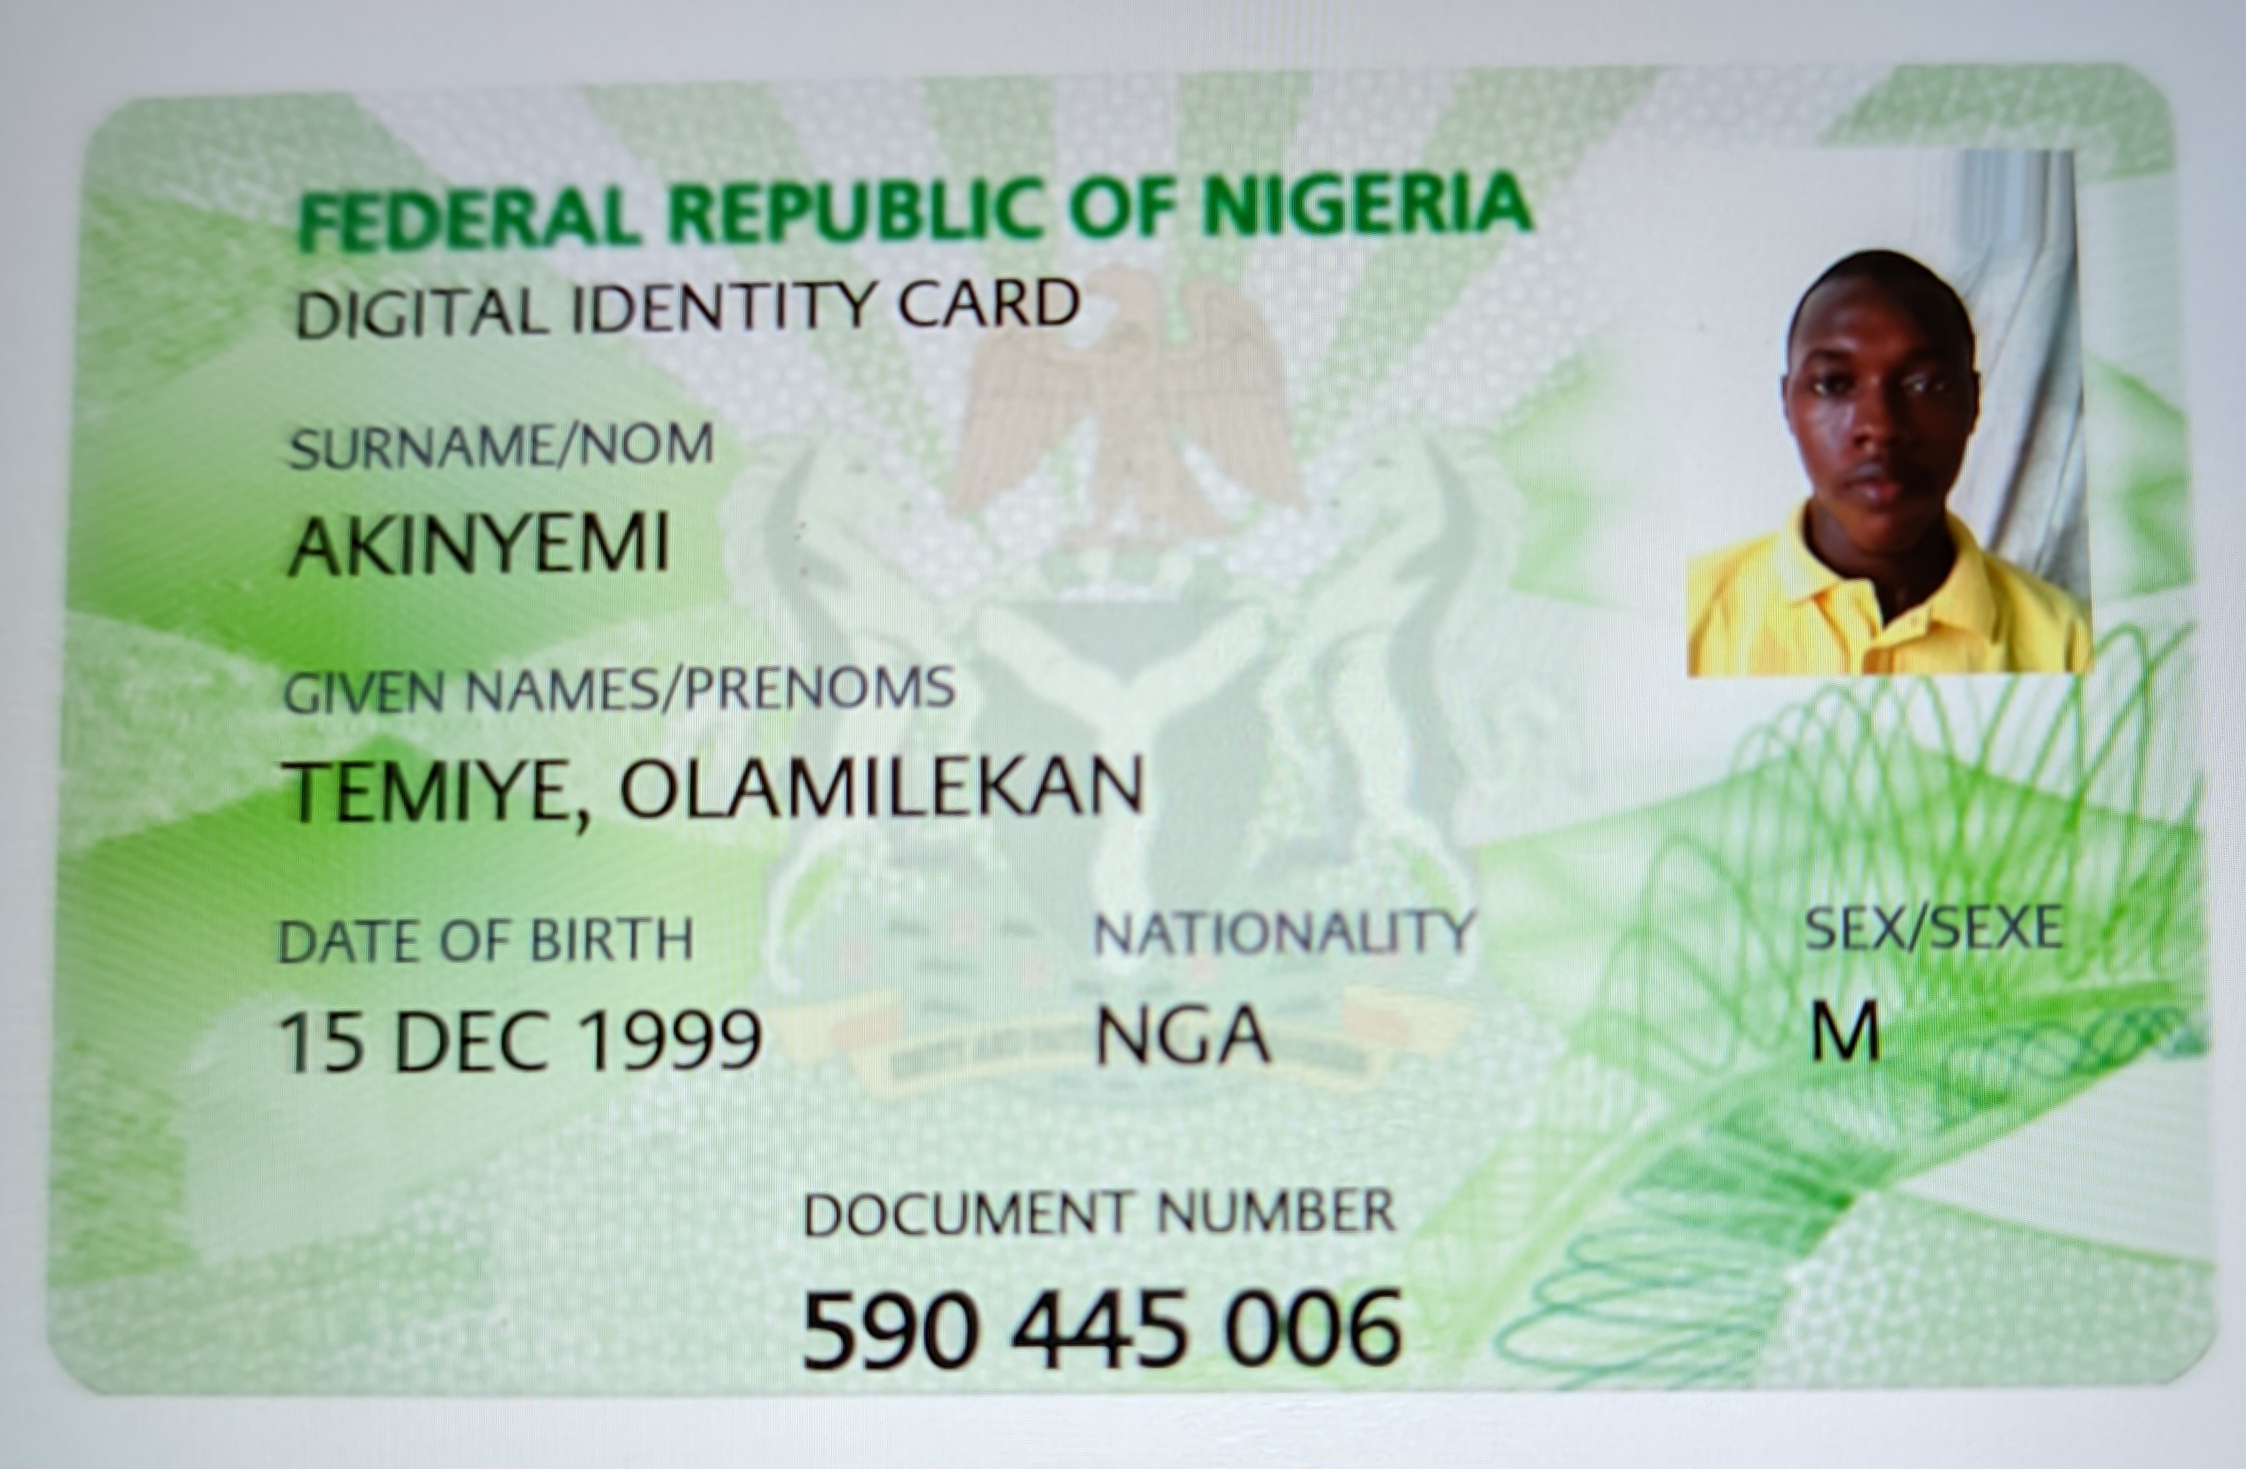 FEDERAL REPUBLIC OF NIGERIA
DIGITAL IDENTITY CARD
SURNAME/NOM
AKINYEMI
GIVEN NAMES/PRENOMS
TEMIYE, OLAMILEKAN
DATE OF BIRTH
15 DEC 1999
NATIONALITY
NGA
SEX/SEXE
M
DOCUMENT NUMBER
590 445 006